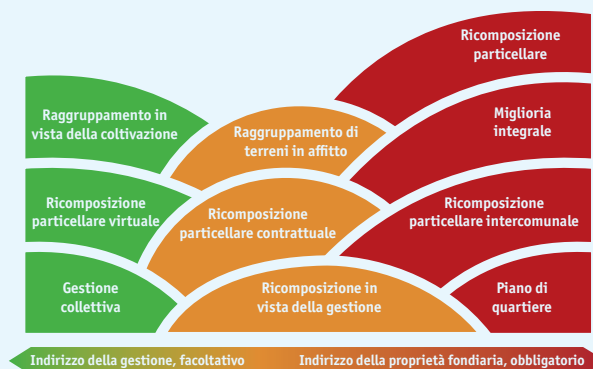 Ricomposizione
particellare
Raggruppamento in
vista della coltivazione
Raggruppamento di
terreni in affitto
Miglioria
integrale
Ricomposizione
particellare virtuale
Ricomposizione
particellare contrattuale
Ricomposizione
particellare intercomunale
Gestione
collettiva
Ricomposizione in
vista della gestione
Piano di
quartiere
Indirizzo della gestione, facoltativo
Indirizzo della proprietà fondiaria, obbligatorio